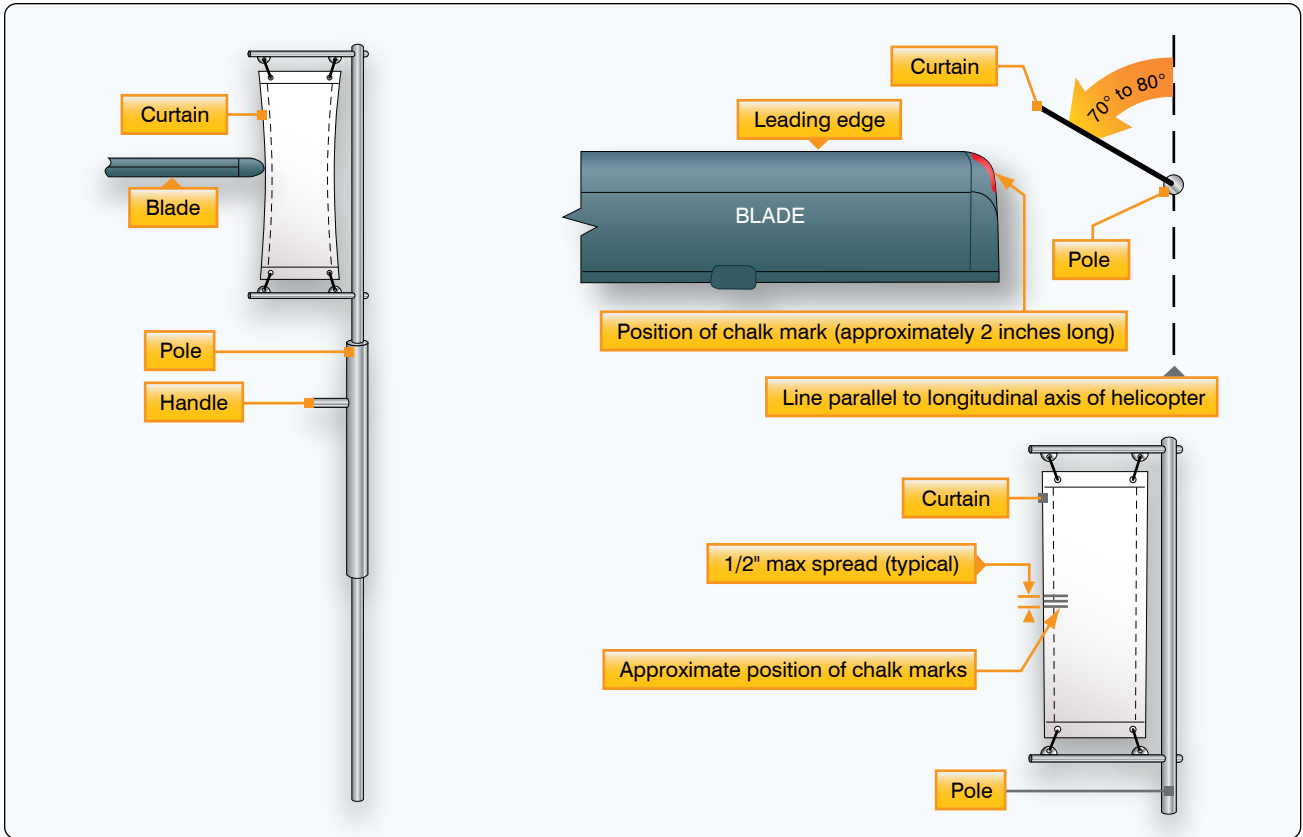 Curtain
Blade
Pole
Handle
Leading edge
BLADE
Position of chalk mark (approximately 2 inches long)
Curtain
70° to 80°
Pole
Line parallel to longitudinal axis of helicopter
Curtain
1/2" max spread (typical)
Approximate position of chalk marks
Pole